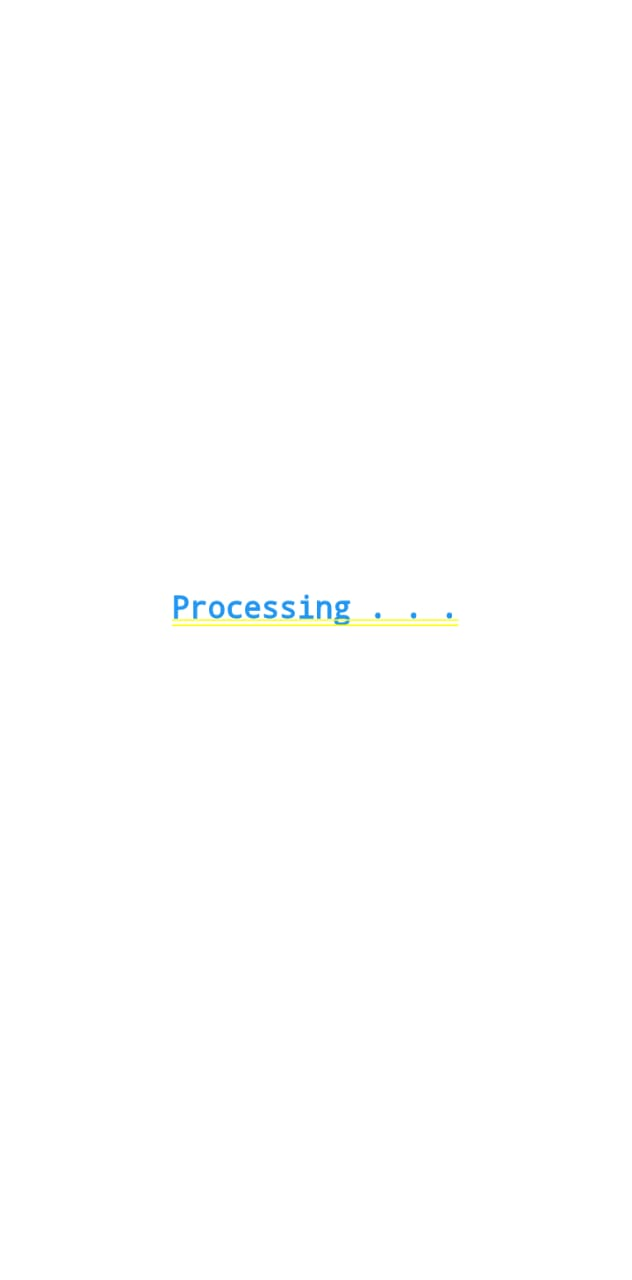 Processing . . .